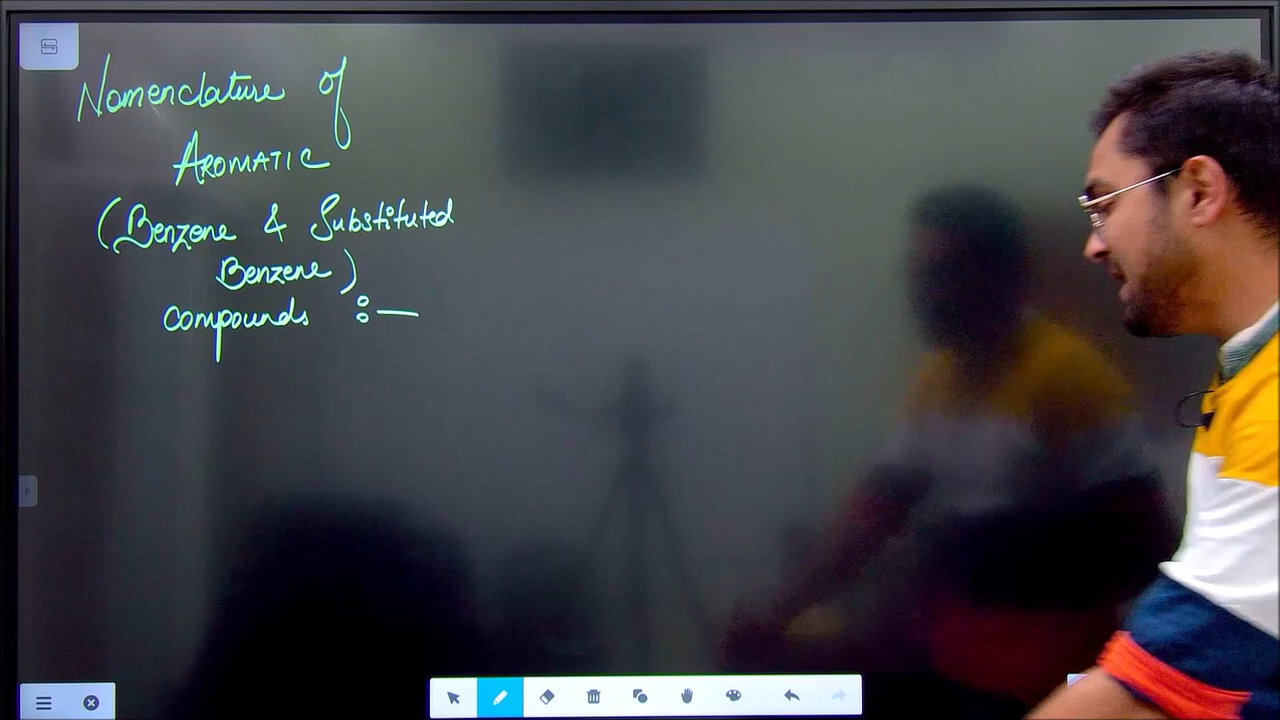 Nomenclature of
AROMATIC
(Benzene & Substituted
Benzene)
compounds :—